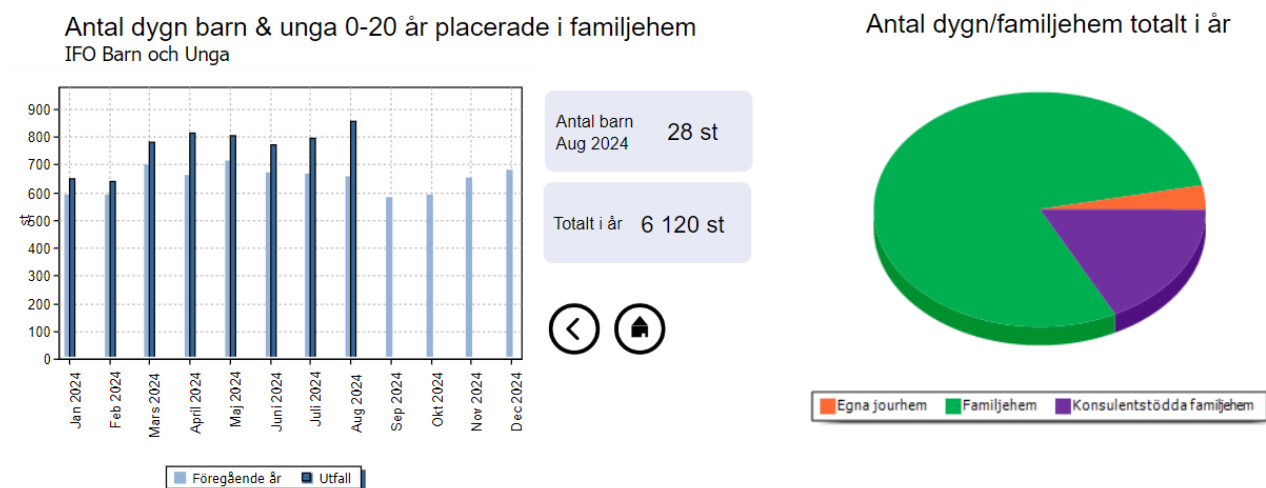 Antal dygn barn & unga 0-20 år placerade i familjehem
IFO Barn och Unga
900
800
700
600
500
400
300
200
100
0
st
Jan 2024
Feb 2024
Mars 2024
April 2024
Maj 2024
Juni 2024
Juli 2024
Aug 2024
Sep 2024
Okt 2024
Nov 2024
Dec 2024
Föregående år
Utfall
Antal barn
Aug 2024
28 st
Totalt i år
6 120 st
Antal dygn/familjehem totalt i år
Egna jourhem
Familjehem
Konsulentstödda familjehem